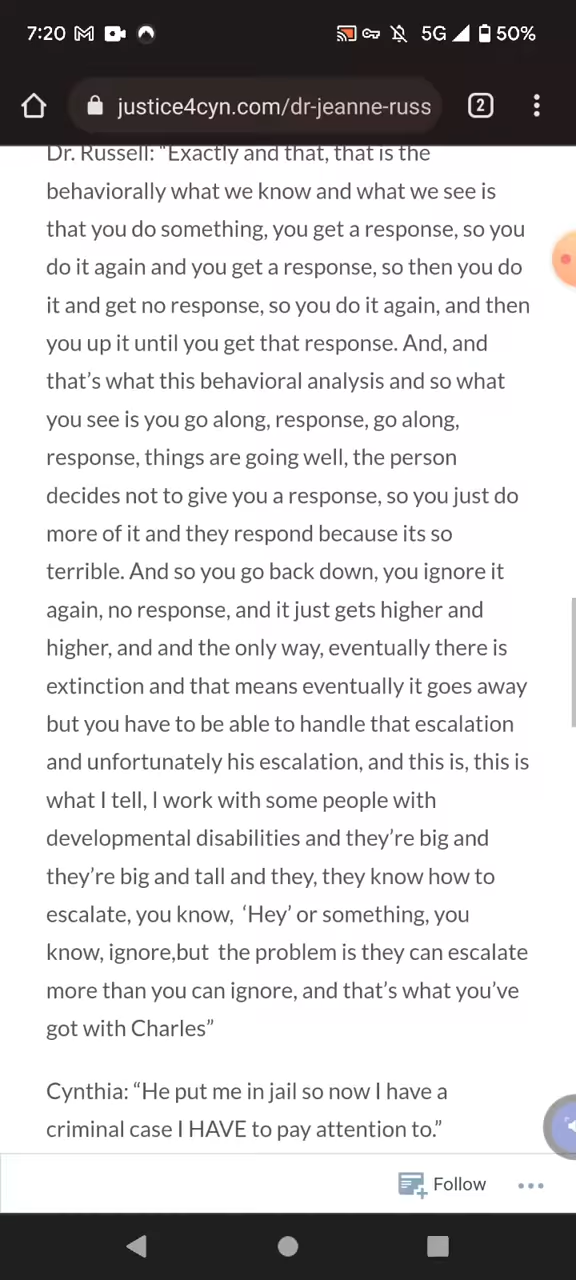 7:20
5G
50%
justice4cyn.com/dr-jeanne-russ
2
Dr. Russell: “Exactly and that, that is the
behaviorally what we know and what we see is
that you do something, you get a response, so you
do it again and you get a response, so then you do
it and get no response, so you do it again, and then
you up it until you get that response. And, and
that’s what this behavioral analysis and so what
you see is you go along, response, go along,
response, things are going well, the person
decides not to give you a response, so you just do
more of it and they respond because its so
terrible. And so you go back down, you ignore it
again, no response, and it just gets higher and
higher, and and the only way, eventually there is
extinction and that means eventually it goes away
but you have to be able to handle that escalation
and unfortunately his escalation, and this is, this is
what I tell, I work with some people with
developmental disabilities and they’re big and
they’re big and tall and they, they know how to
escalate, you know,  ‘Hey’ or something, you
know, ignore,but  the problem is they can escalate
more than you can ignore, and that’s what you’ve
got with Charles”
Cynthia: “He put me in jail so now I have a
criminal case I HAVE to pay attention to.”
Follow